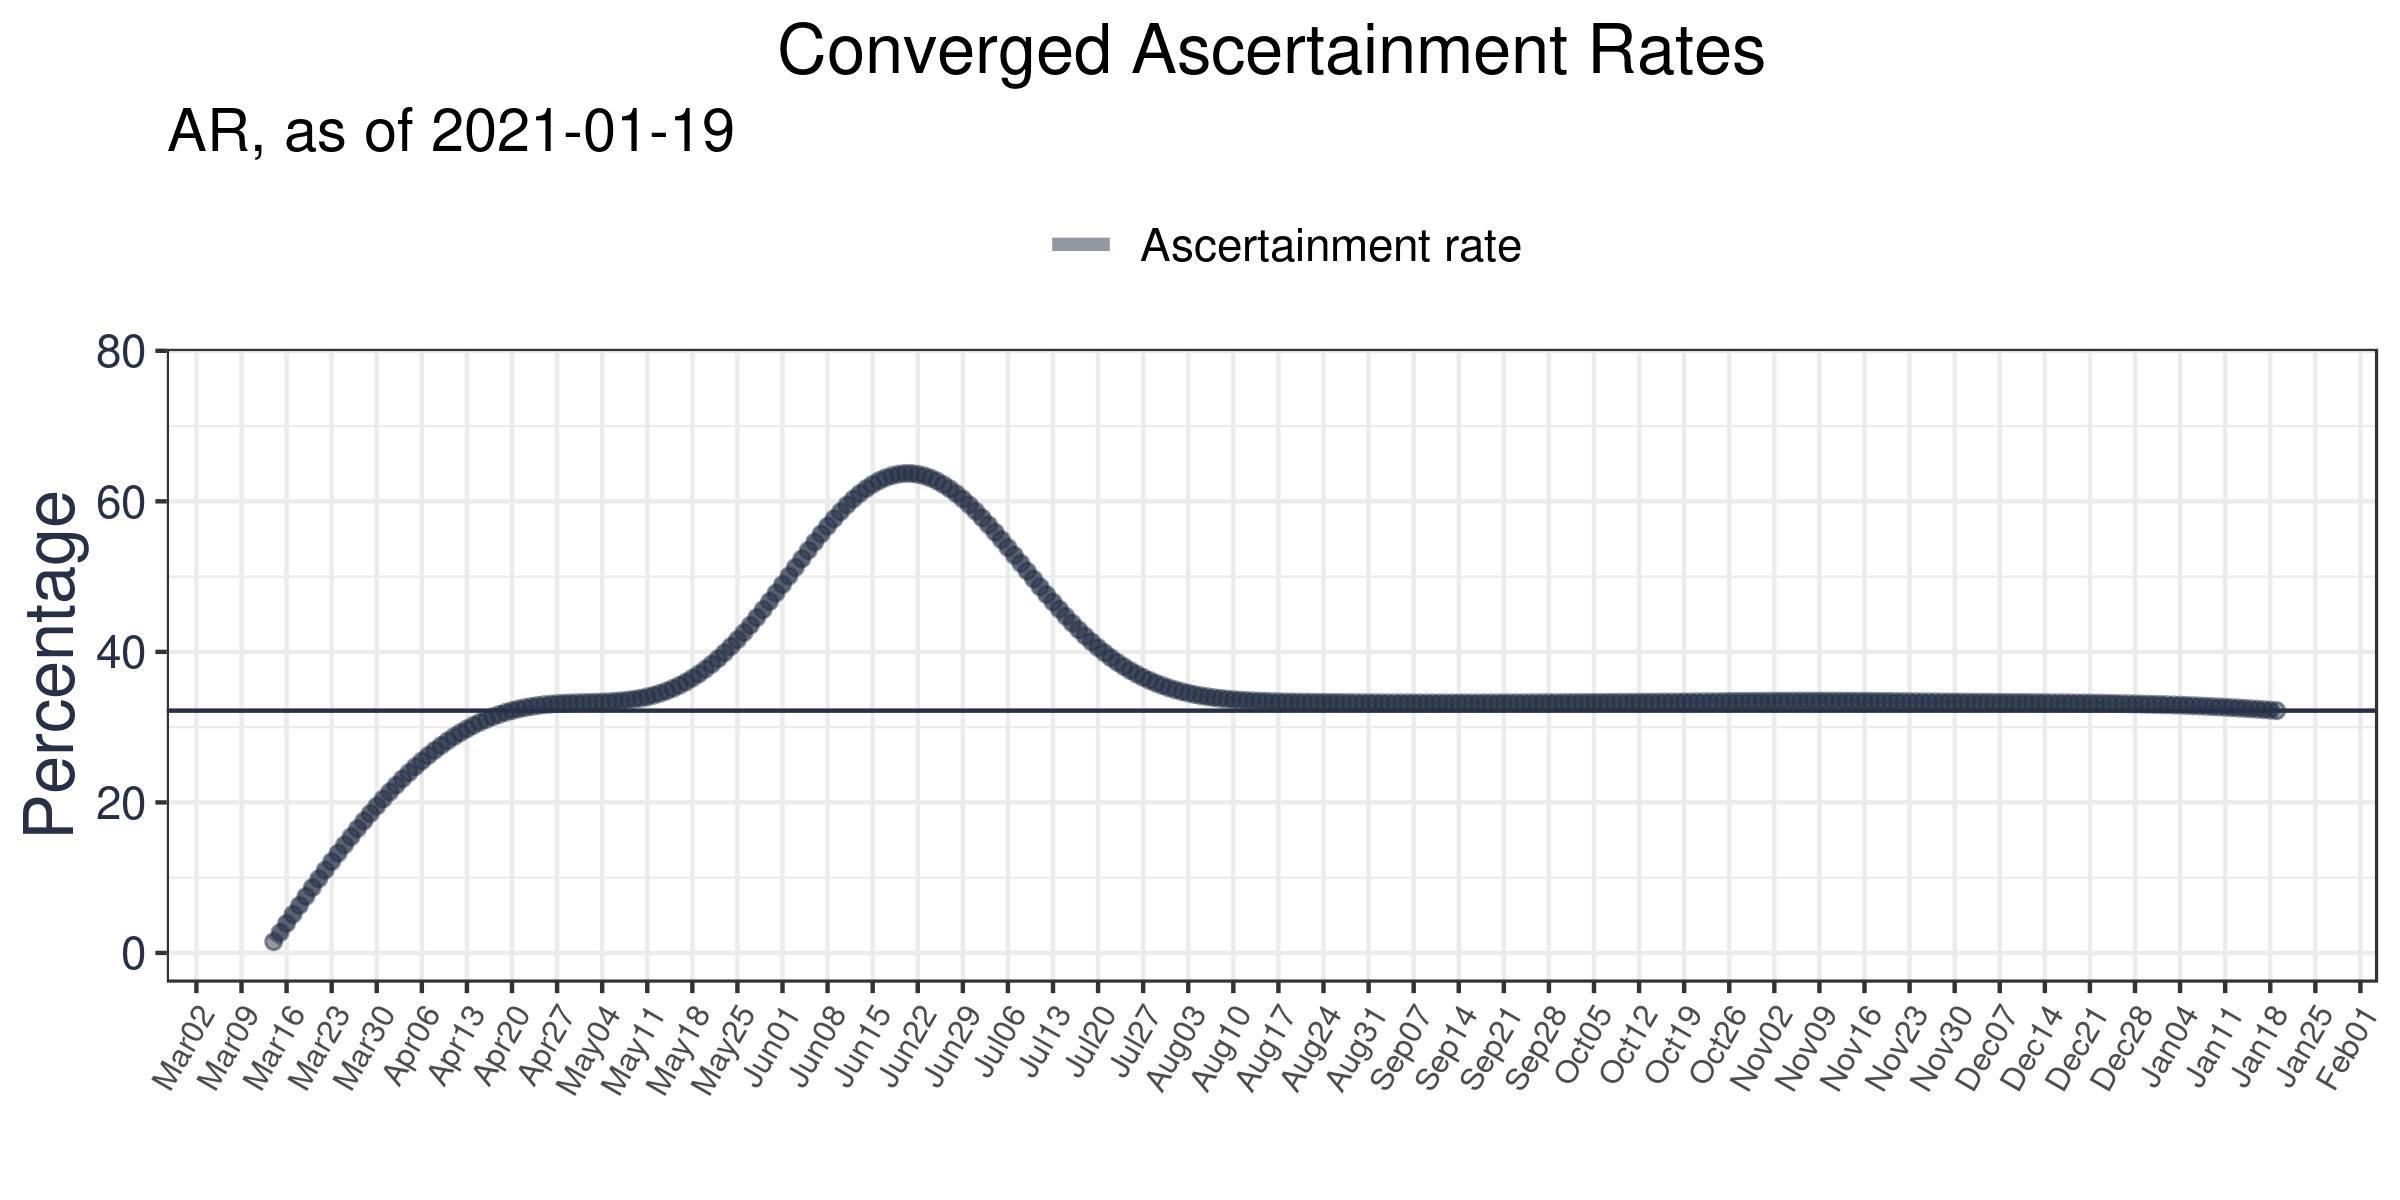 Converged Ascertainment Rates
AR, as of 2021-01-19
Ascertainment rate
Percentage
80
60
40
20
0
Mar02
Mar09
Mar16
Mar23
Mar30
Apr06
Apr13
Apr20
Apr27
May04
May11
May18
May25
Jun01
Jun08
Jun15
Jun22
Jun29
Jul06
Jul13
Jul20
Jul27
Aug03
Aug10
Aug17
Aug24
Aug31
Sep07
Sep14
Sep21
Sep28
Oct05
Oct12
Oct19
Oct26
Nov02
Nov09
Nov16
Nov23
Nov30
Dec07
Dec14
Dec21
Dec28
Jan04
Jan11
Jan18
Jan25
Feb01